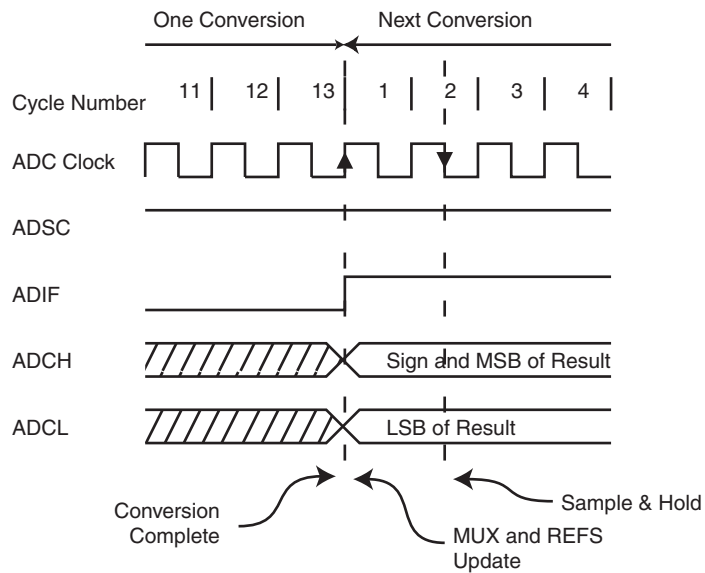 One Conversion Next Conversion
Cycle Number 11 12 13 1 2 3 4
ADC Clock
ADSC
ADIF
ADCH Sign and MSB of Result
ADCL LSB of Result
Conversion
Complete
MUX and REFS
Update
Sample & Hold